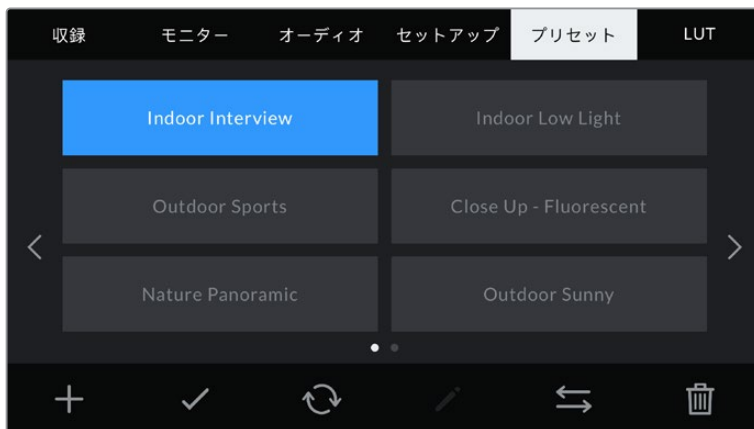 収録 モニター オーディオ セットアップ プリセット LUT
Indoor Interview Indoor Low Light
Outdoor Sports Close Up - Fluorescent
Nature Panoramic Outdoor Sunny